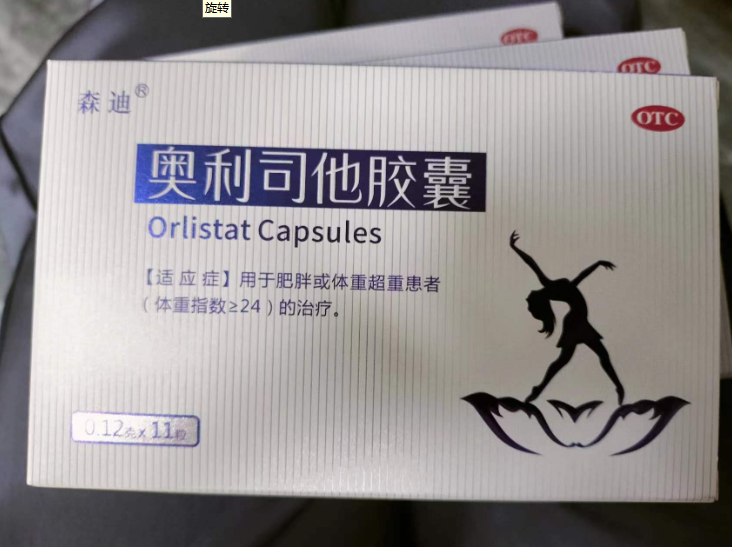 旋转
OTC
OTC
森迪®
OTC
奥利司他胶囊
Orlistat Capsules
【适应症】用于肥胖或体重超重患者
（体重指数≥24）的治疗。
0.12克x11粒